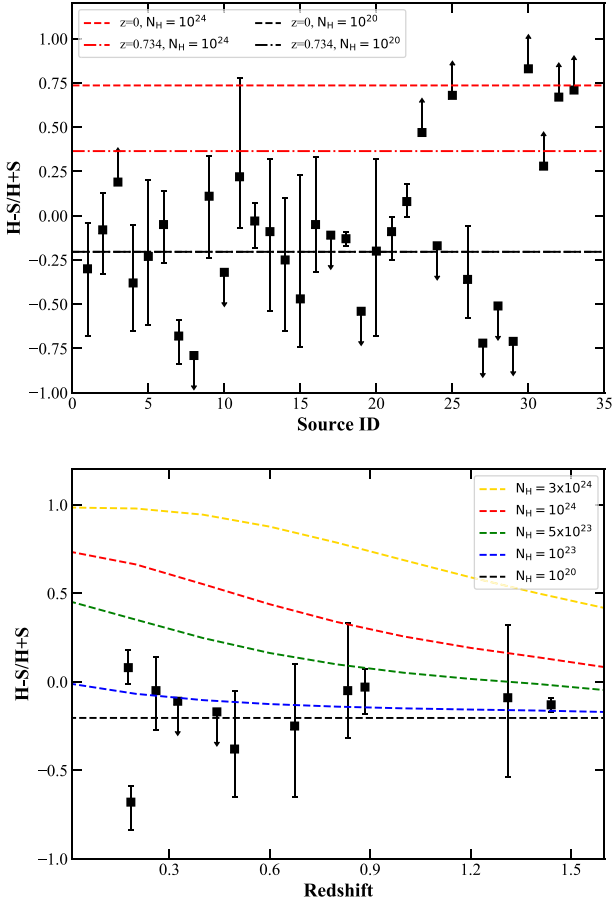 z=0, N_H = 10^20
z=0, N_H = 10^24
z=0.734, N_H = 10^24
z=0.734, N_H = 10^20
1.00
0.75
0.50
0.25
0.00
−0.25
−0.50
−0.75
−1.00
H-S/H+S
0 5 10 15 20 25 30 35
Source ID
N_H = 3x10^24
N_H = 10^24
N_H = 5x10^23
N_H = 10^23
N_H = 10^20
1.0
0.5
0.0
−0.5
−1.0
H-S/H+S
0.3 0.6 0.9 1.2 1.5
Redshift